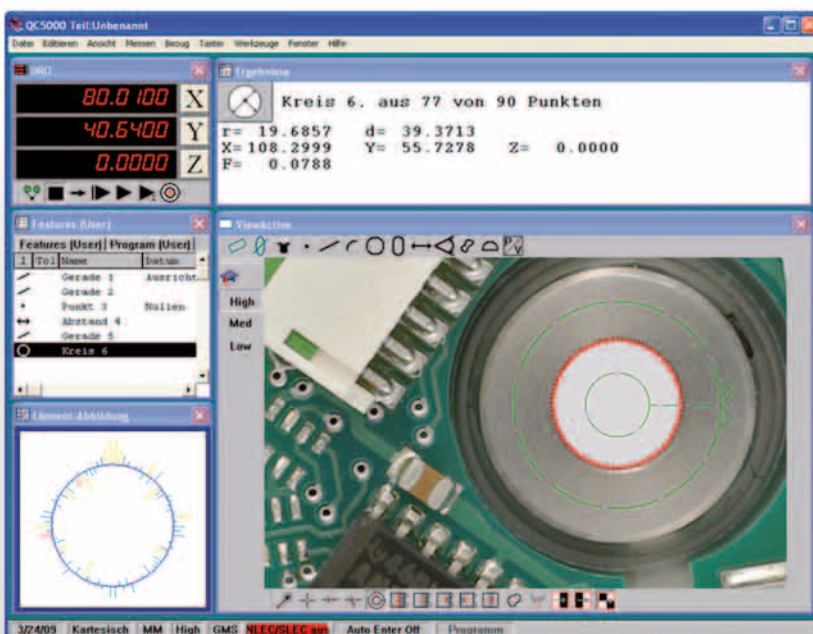 QC5000 Teil:Unbenannt
Datei Editieren Ansicht Messen Bezug Taster Werkzeuge Fenster Hilfe
DRO
80.0100 X
40.6400 Y
0.0000 Z
Ergebnisse
Kreis 6, aus 77 von 90 Punkten
r= 19.6857 d= 39.3713
X=108.2999 Y= 55.7278 Z= 0.0000
F= 0.0788
Features (User)
Features (User) Program (User)
Tol Name Datum
Gerade 1 Ausricht
Gerade 2
Punkt 3 Nullen
Abstand 4
Gerade 5
Kreis 6
Element-Abbildung
ViewActive
High
Med
Low
3/24/09 Kartesisch MM High GMS NLEC/SLEC aus Auto Enter Off Programm